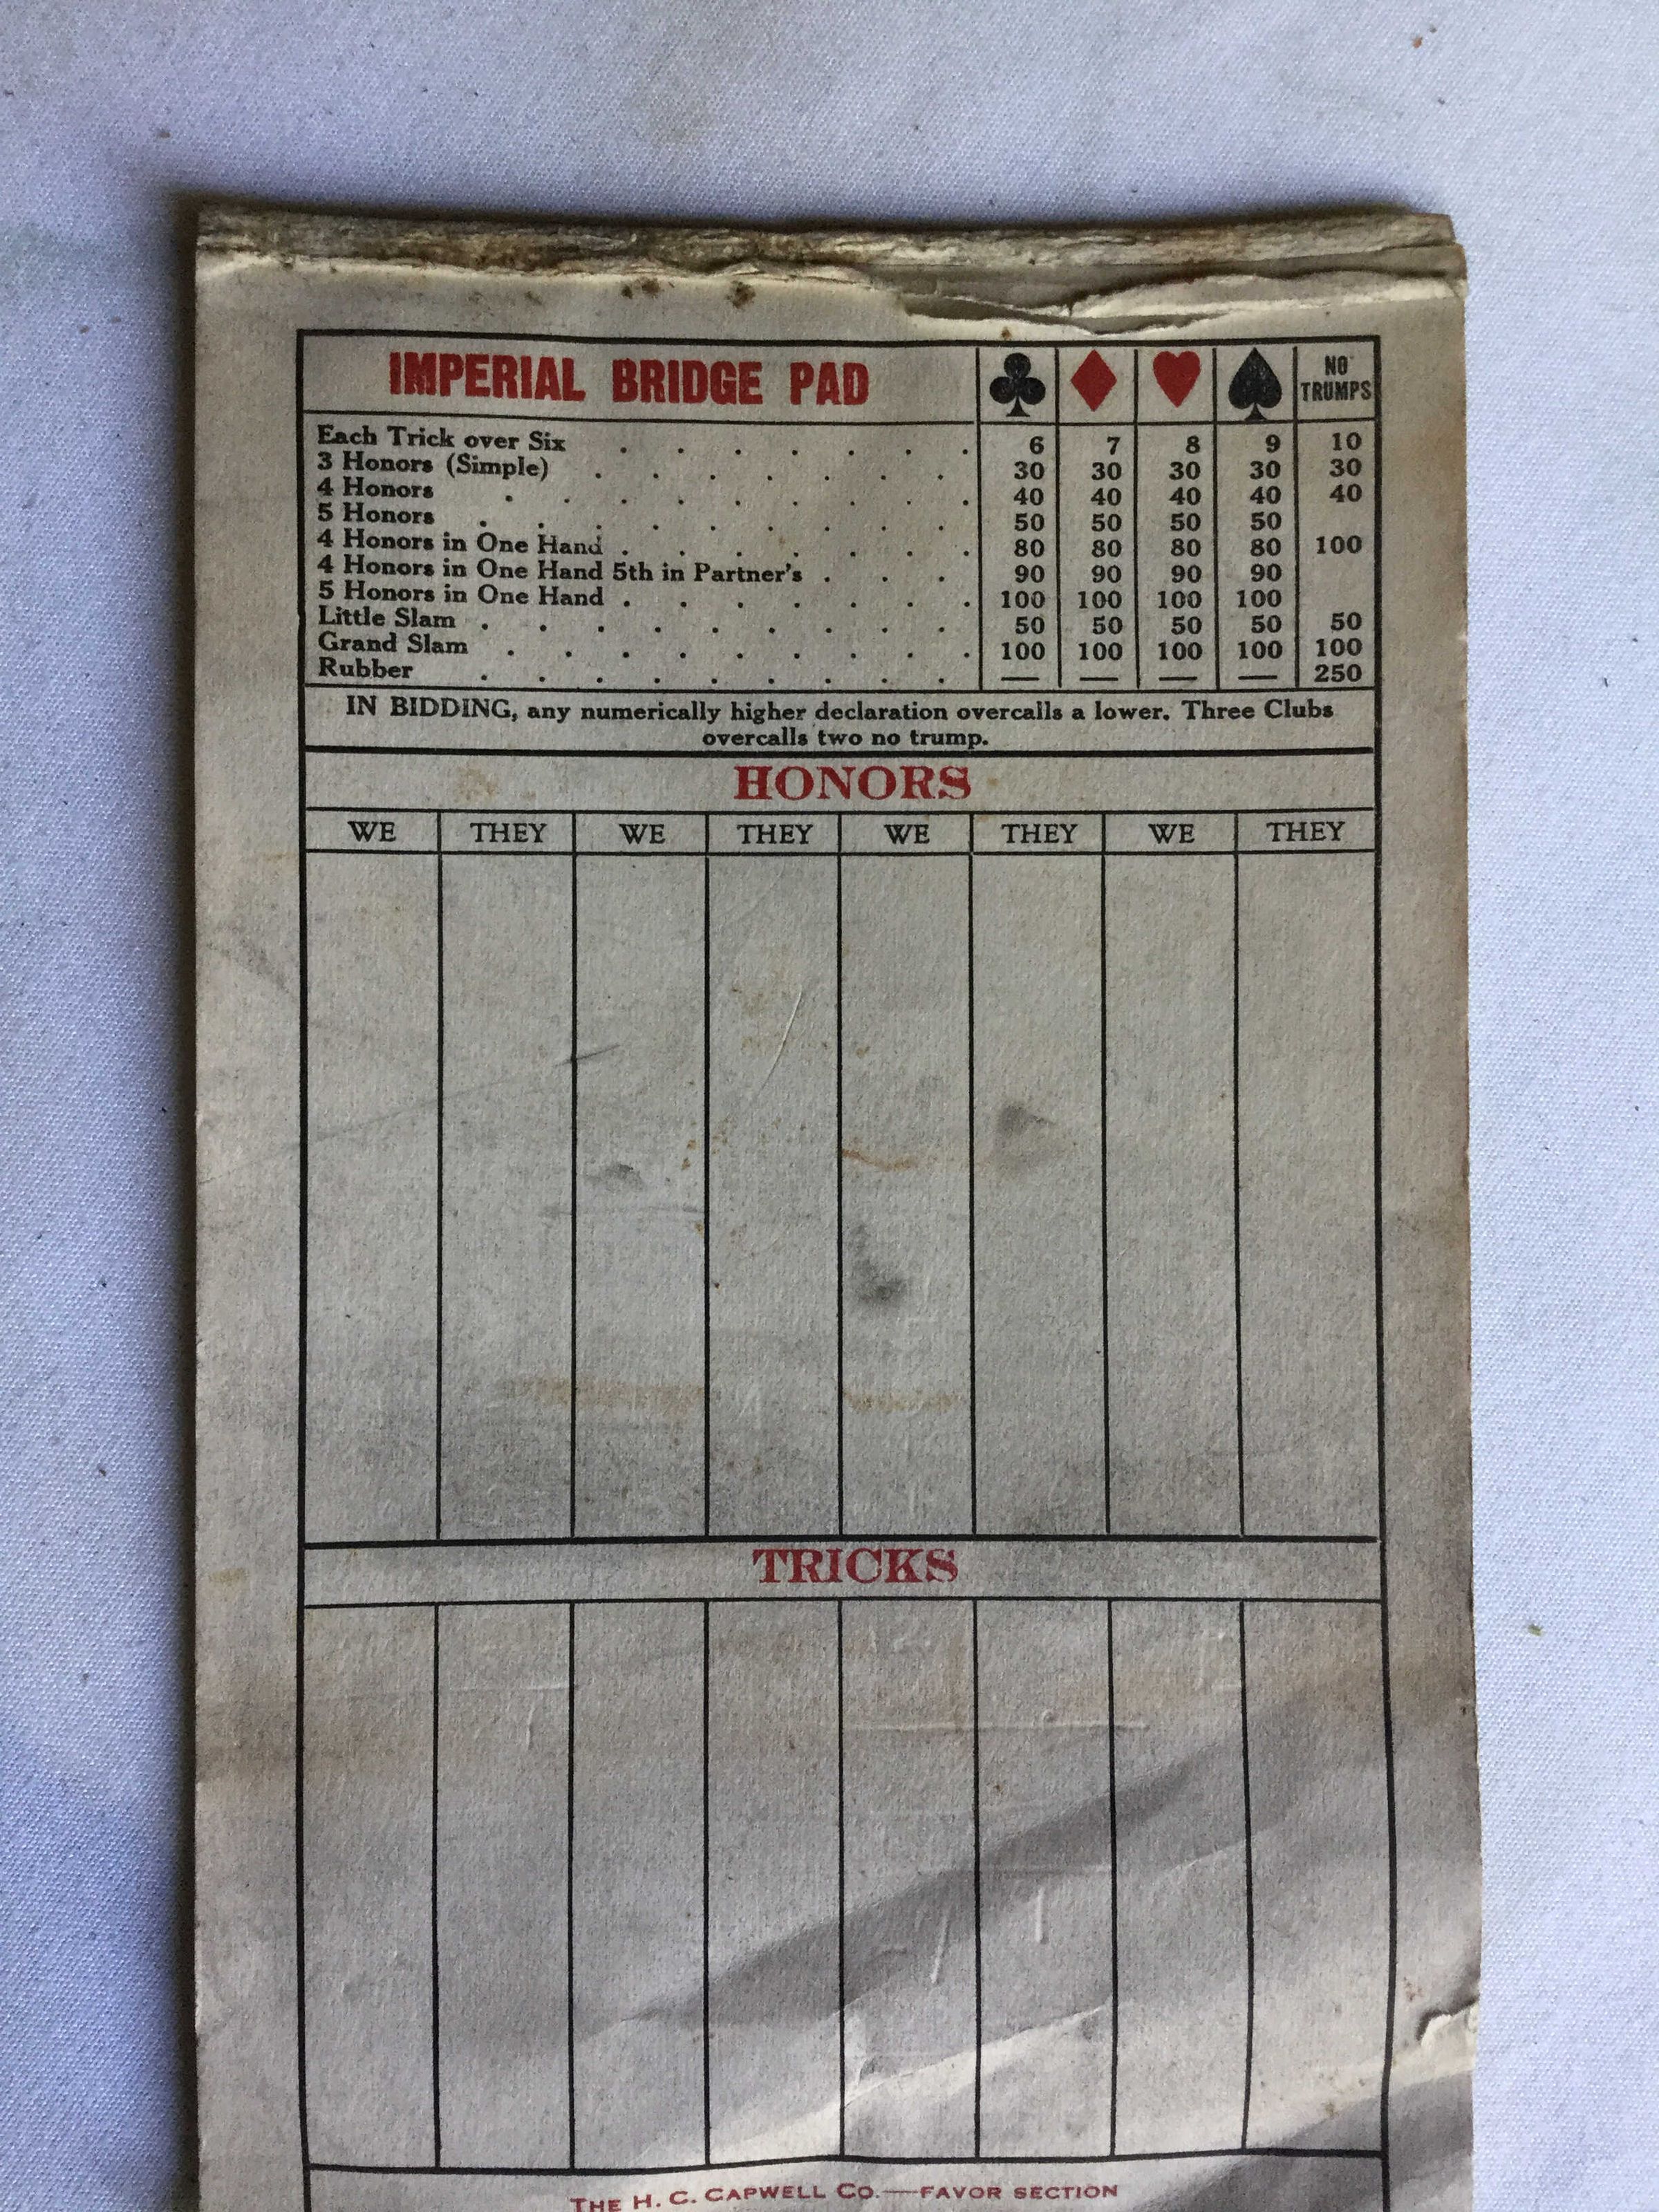 IMPERIAL BRIDGE PAD NO TRUMPS
Each Trick over Six . . . . . . . 6 7 8 9 10
3 Honors (Simple) . . . . . . . 30 30 30 30 30
4 Honors . . . . . . . . . 40 40 40 40 40
5 Honors . . . . . . . . . 50 50 50 50
4 Honors in One Hand . . . . . . . 80 80 80 80 100
4 Honors in One Hand 5th in Partner's . . . 90 90 90 90
5 Honors in One Hand . . . . . . . 100 100 100 100
Little Slam . . . . . . . . . 50 50 50 50 50
Grand Slam . . . . . . . . . 100 100 100 100 100
Rubber . . . . . . . . . — — — — 250
IN BIDDING, any numerically higher declaration overcalls a lower. Three Clubs
overcalls two no trump.
HONORS
WE THEY WE THEY WE THEY WE THEY
TRICKS
THE H. C. CAPWELL CO.—FAVOR SECTION